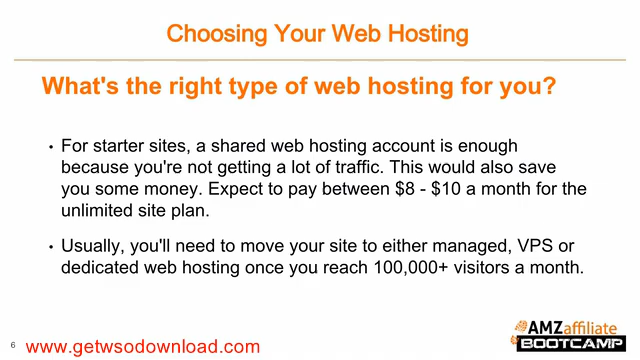 Choosing Your Web Hosting
What's the right type of web hosting for you?
• For starter sites, a shared web hosting account is enough
because you're not getting a lot of traffic. This would also save
you some money. Expect to pay between $8 - $10 a month for the
unlimited site plan.
• Usually, you'll need to move your site to either managed, VPS or
dedicated web hosting once you reach 100,000+ visitors a month.
6
www.getwsodownload.com
AMZaffiliate
BOOTCAMP